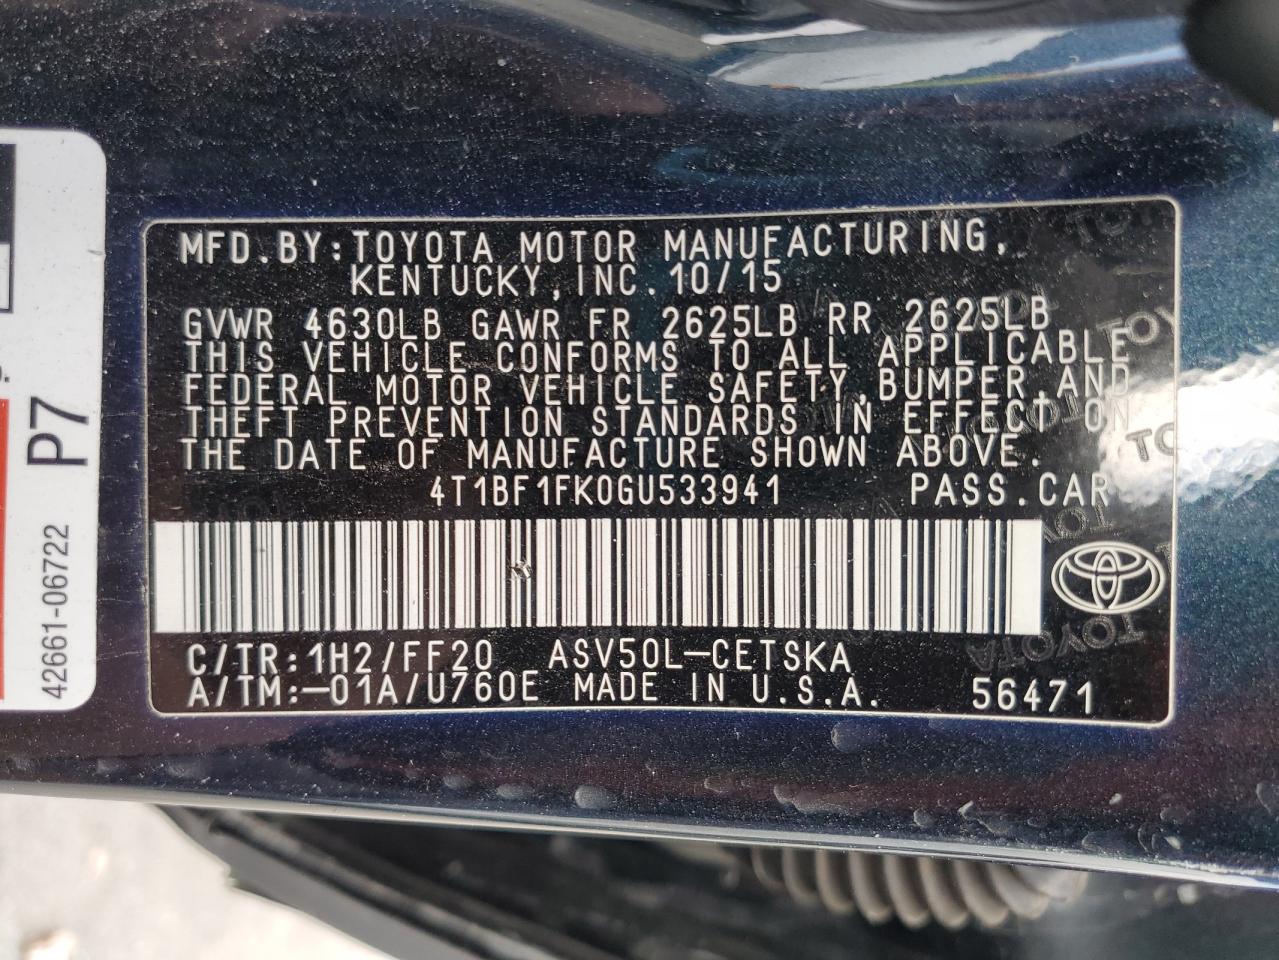 MFD.BY:TOYOTA MOTOR MANUFACTURING,
KENTUCKY,INC. 10/15
GVWR 4630LB GAWR FR 2625LB RR 2625LB
THIS VEHICLE CONFORMS TO ALL APPLICABLE
FEDERAL MOTOR VEHICLE SAFETY,BUMPER,AND
THEFT PREVENTION STANDARDS IN EFFECT ON
THE DATE OF MANUFACTURE SHOWN ABOVE.
4T1BF1FK0GU533941 PASS.CAR
C/TR:1H2/FF20 ASV50L-CETSKA
A/TM:-01A/U760E MADE IN U.S.A. 56471
42661-06722 P7
TOYOTA